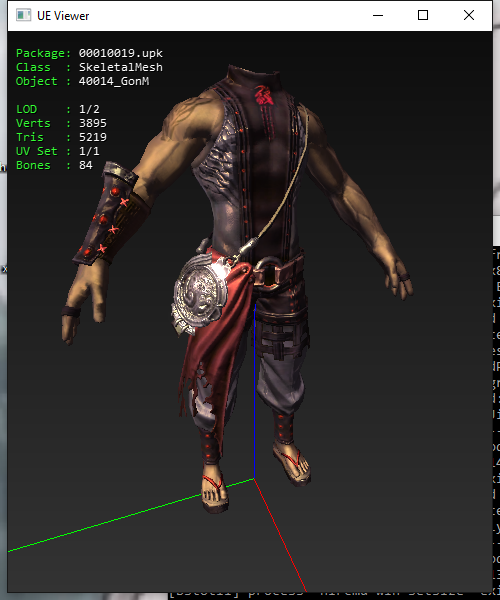 UE Viewer
Package: 00010019.upk
Class : SkeletalMesh
Object : 40014_GonM
LOD : 1/2
Verts : 3895
Tris : 5219
UV Set : 1/1
Bones : 84